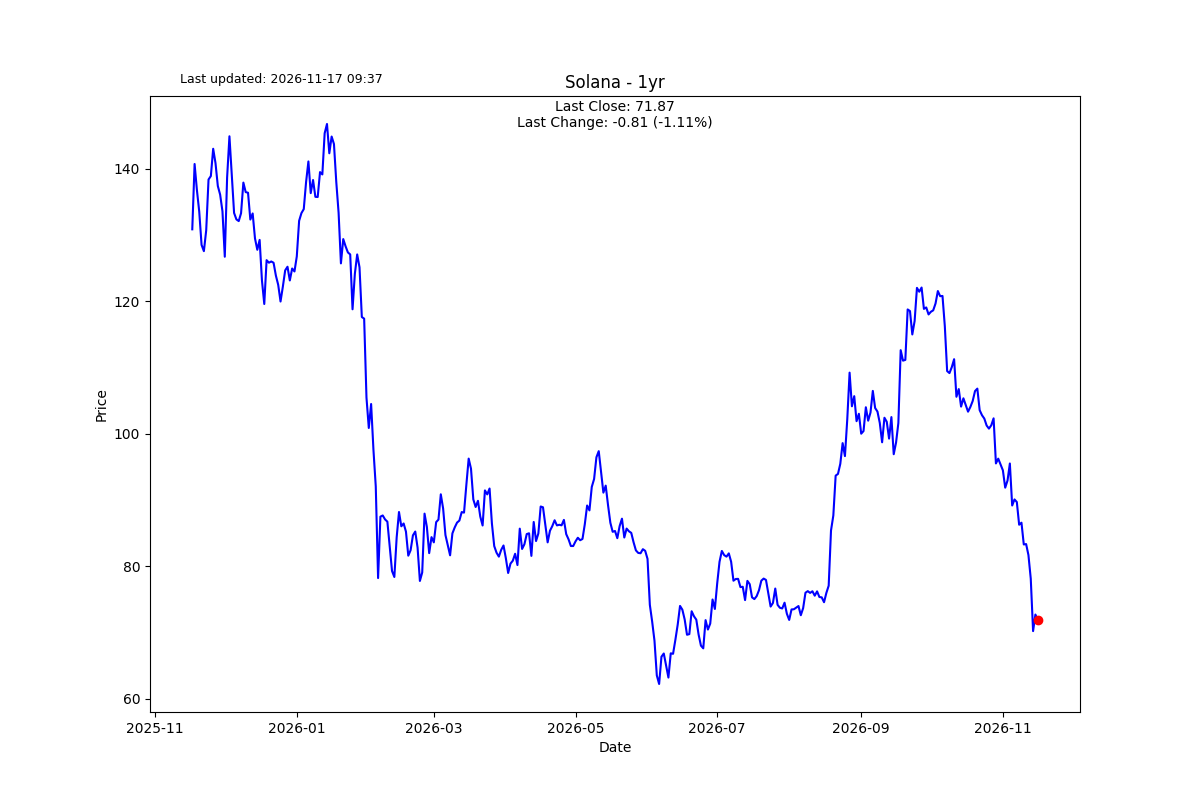 Last updated: 2026-11-17 09:37
Solana - 1yr
Last Close: 71.87
Last Change: -0.81 (-1.11%)
140
120
100
80
60
Price
2025-11
2026-01
2026-03
2026-05
2026-07
2026-09
2026-11
Date